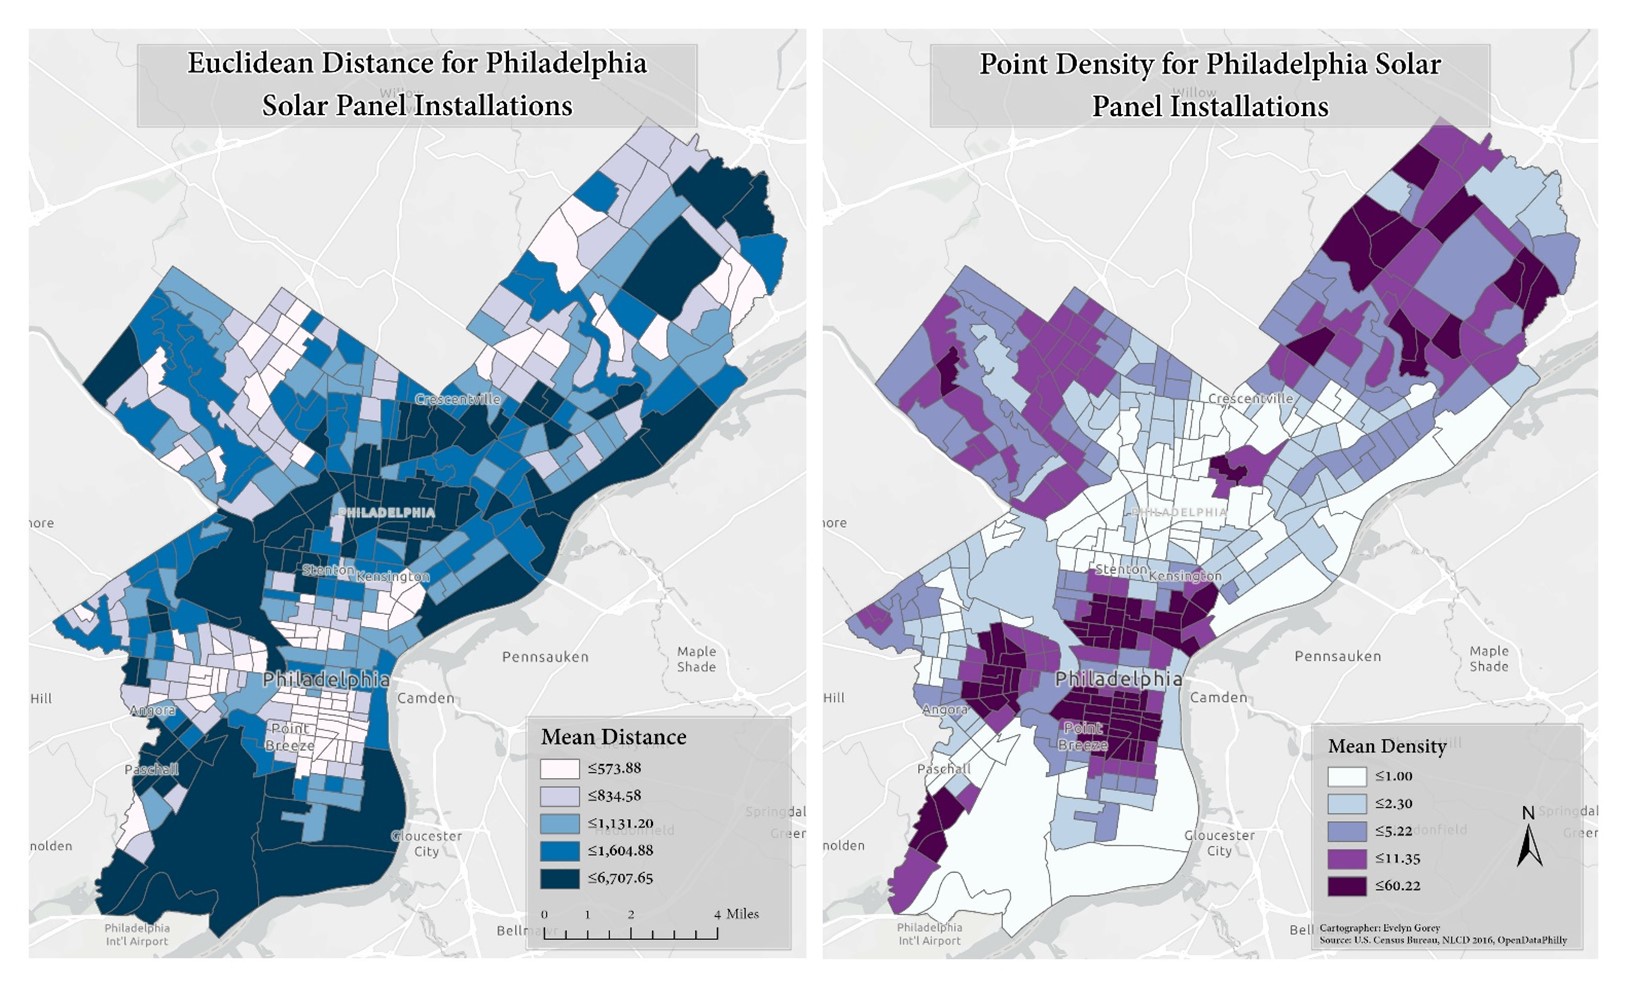 Euclidean Distance for Philadelphia
Solar Panel Installations
Willow
Crescentville
PHILADELPHIA
Stenton
Kensington
Philadelphia
Angora
Point
Breeze
Paschall
Pennsauken
Maple
Shade
Camden
Hill
Gloucester
City
nolden
Philadelphia
Int'l Airport
Mean Distance
≤573.88
≤834.58
≤1,131.20
≤1,604.88
≤6,707.65
0 1 2 4 Miles
Point Density for Philadelphia Solar
Panel Installations
Willow
Crescentville
PHILADELPHIA
Stenton
Kensington
Philadelphia
Angora
Point
Breeze
Paschall
Pennsauken
Maple
Shade
Camden
Hill
Gloucester
City
nolden
Philadelphia
Int'l Airport
Bell
Mean Density
≤1.00
≤2.30
≤5.22
≤11.35
≤60.22
N
Cartographer: Evelyn Gorey
Source: U.S. Census Bureau, NLCD 2016, OpenDataPhilly